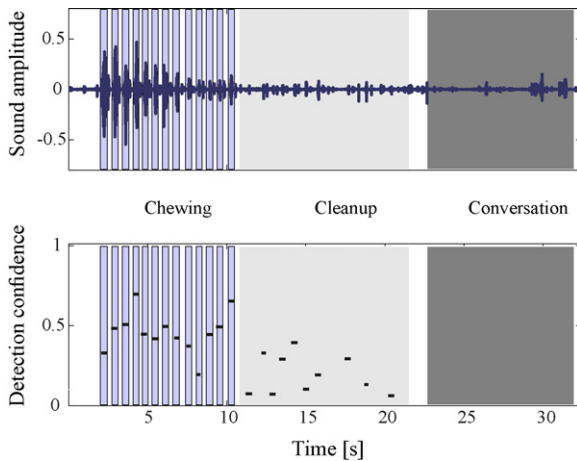 Sound amplitude
0.5
0
-0.5
Chewing Cleanup Conversation
Detection confidence
1
0.5
0
5 10 15 20 25 30
Time [s]